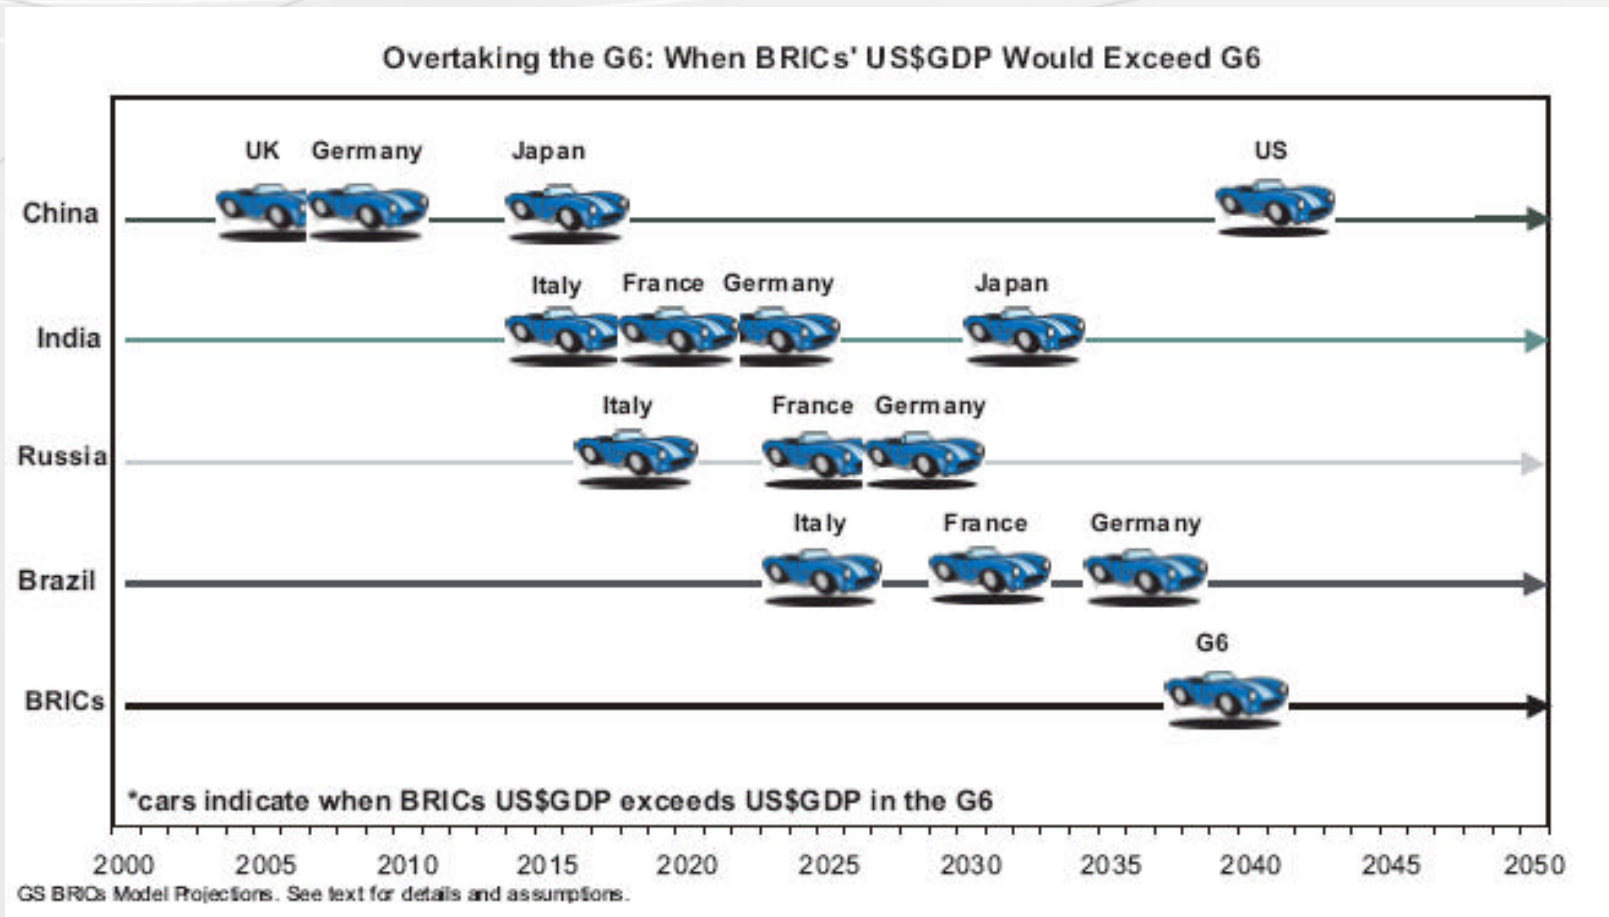 Overtaking the G6: When BRICs' US$GDP Would Exceed G6
UK Germany Japan US
China
Italy France Germany Japan
India
Italy France Germany
Russia
Italy France Germany
Brazil
G6
BRICs
*cars indicate when BRICs US$GDP exceeds US$GDP in the G6
2000 2005 2010 2015 2020 2025 2030 2035 2040 2045 2050
GS BRICs Model Projections. See text for details and assumptions.